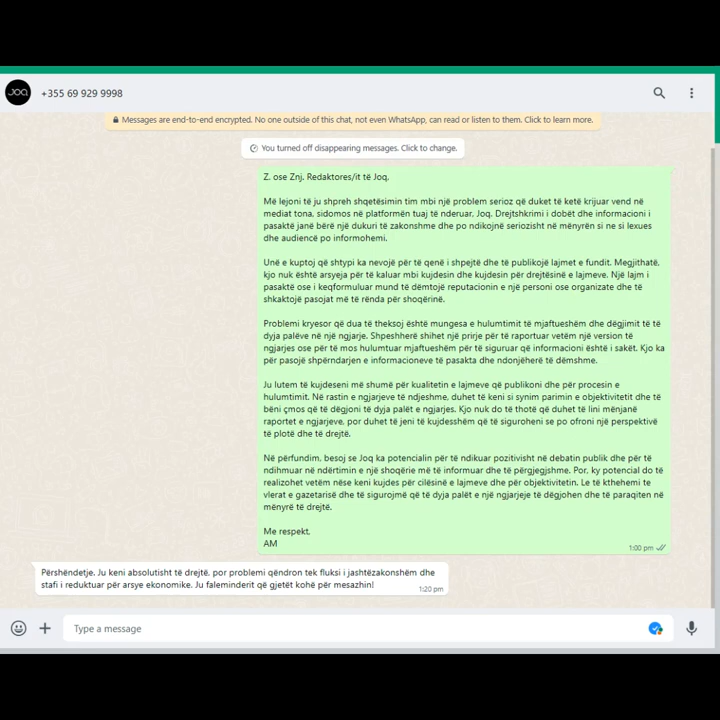 JOQ +355 69 929 9998
Messages are end-to-end encrypted. No one outside of this chat, not even WhatsApp, can read or listen to them. Click to learn more.
You turned off disappearing messages. Click to change.
Z. ose Znj. Redaktores/it të Joq,
Më lejoni të ju shpreh shqetësimin tim mbi një problem serioz që duket të ketë krijuar vend në
mediat tona, sidomos në platformën tuaj të nderuar, Joq. Drejtshkrimi i dobët dhe informacioni i
pasaktë janë bërë një dukuri të zakonshme dhe po ndikojnë seriozisht në mënyrën si ne si lexues
dhe audiencë po informohemi.
Unë e kuptoj që shtypi ka nevojë për të qenë i shpejtë dhe të publikojë lajmet e fundit. Megjithatë,
kjo nuk është arsyeja për të kaluar mbi kujdesin dhe kujdesin për drejtësinë e lajmeve. Një lajm i
pasaktë ose i keqformuluar mund të dëmtojë reputacionin e një personi ose organizate dhe të
shkaktojë pasojat më të rënda për shoqërinë.
Problemi kryesor që dua të theksoj është mungesa e hulumtimit të mjaftueshëm dhe dëgjimit të të
dyja palëve në një ngjarje. Shpeshherë shihet një prirje për të raportuar vetëm një version të
ngjarjes ose për të mos hulumtuar mjaftueshëm për të siguruar që informacioni është i sakët. Kjo ka
për pasojë shpërndarjen e informacioneve të pasakta dhe ndonjëherë të dëmshme.
Ju lutem të kujdeseni më shumë për kualitetin e lajmeve që publikoni dhe për procesin e
hulumtimit. Në rastin e ngjarjeve të ndjeshme, duhet të keni si synim parimin e objektivitetit dhe të
bëni çmos që të dëgjoni të dyja palët e ngjarjes. Kjo nuk do të thotë që duhet të lini mënjanë
raportet e ngjarjeve, por duhet të jeni të kujdesshëm që të siguroheni se po ofroni një perspektivë
të plotë dhe të drejtë.
Në përfundim, besoj se Joq ka potencialin për të ndikuar pozitivisht në debatin publik dhe për të
ndihmuar në ndërtimin e një shoqërie më të informuar dhe të përgjegjshme. Por, ky potencial do të
realizohet vetëm nëse keni kujdes për cilësinë e lajmeve dhe për objektivitetin. Le të kthehemi te
vlerat e gazetarisë dhe të sigurojmë që të dyja palët e një ngjarjeje të dëgjohen dhe të paraqiten në
mënyrë të drejtë.
Me respekt,
AM
1:00 pm
Përshëndetje. Ju keni absolutisht të drejtë, por problemi qëndron tek fluksi i jashtëzakonshëm dhe
stafi i reduktuar për arsye ekonomike. Ju faleminderit që gjetët kohë për mesazhin!
1:20 pm
Type a message